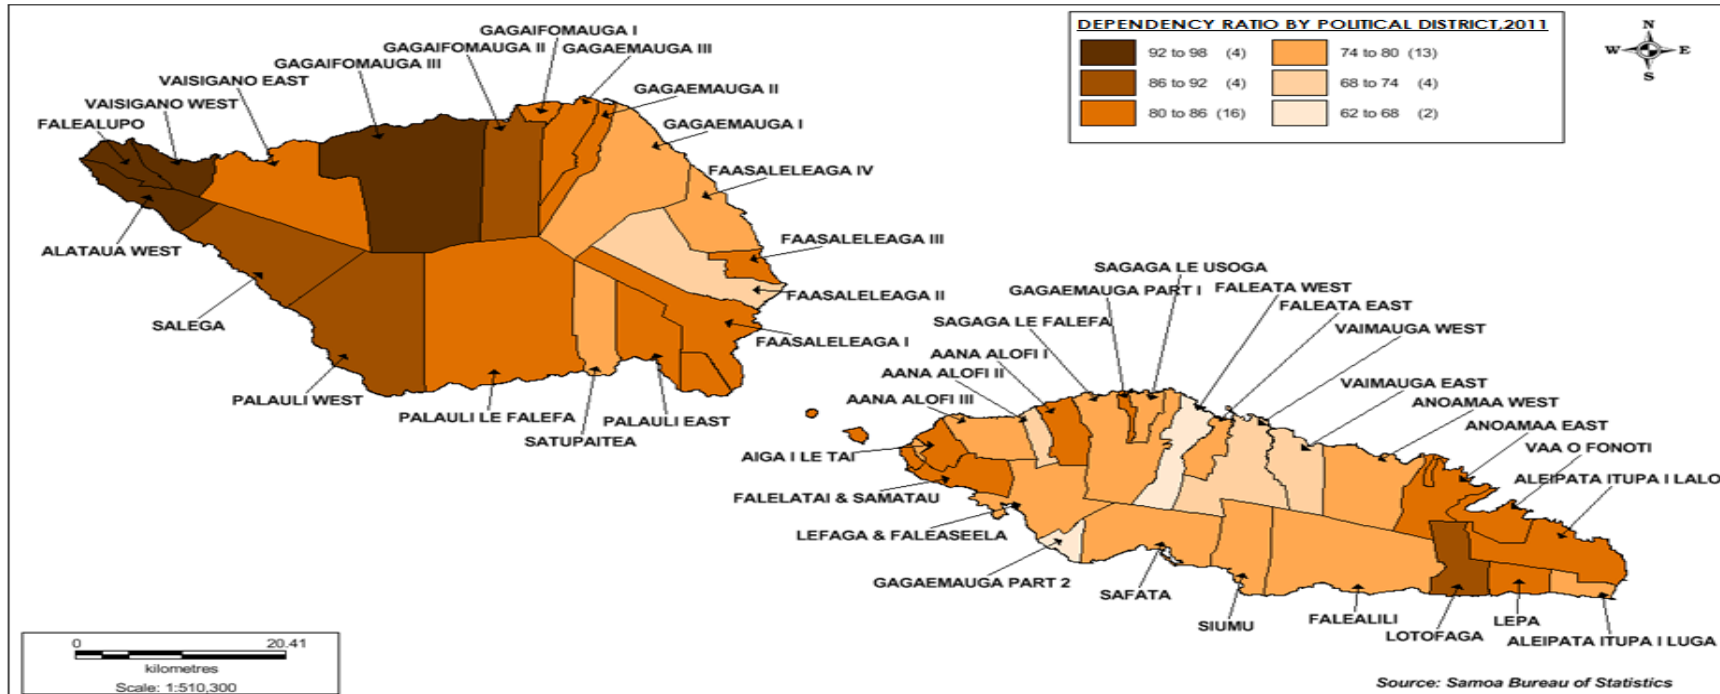 DEPENDENCY RATIO BY POLITICAL DISTRICT,2011
92 to 98 (4)
86 to 92 (4)
80 to 86 (16)
74 to 80 (13)
68 to 74 (4)
62 to 68 (2)
N
W E
S
GAGAIFOMAUGA I
GAGAIFOMAUGA II
GAGAEMAUGA III
GAGAIFOMAUGA III
VAISIGANO EAST
GAGAEMAUGA II
VAISIGANO WEST
FALEALUPO
GAGAEMAUGA I
FAASALELEAGA IV
ALATAUA WEST
FAASALELEAGA III
FAASALELEAGA II
SALEGA
FAASALELEAGA I
PALAULI WEST
PALAULI LE FALEFA
PALAULI EAST
SATUPAITEA
SAGAGA LE USOGA
GAGAEMAUGA PART I
FALEATA WEST
FALEATA EAST
SAGAGA LE FALEFA
VAIMAUGA WEST
AANA ALOFI I
AANA ALOFI II
VAIMAUGA EAST
AANA ALOFI III
ANOAMAA WEST
ANOAMAA EAST
VAA O FONOTI
AIGA I LE TAI
ALEIPATA ITUPA I LALO
FALELATAI & SAMATAU
LEFAGA & FALEASEELA
GAGAEMAUGA PART 2
SAFATA
SIUMU
FALEALILI
LOTOFAGA
LEPA
ALEIPATA ITUPA I LUGA
0 20.41
kilometres
Scale: 1:510,300
Source: Samoa Bureau of Statistics